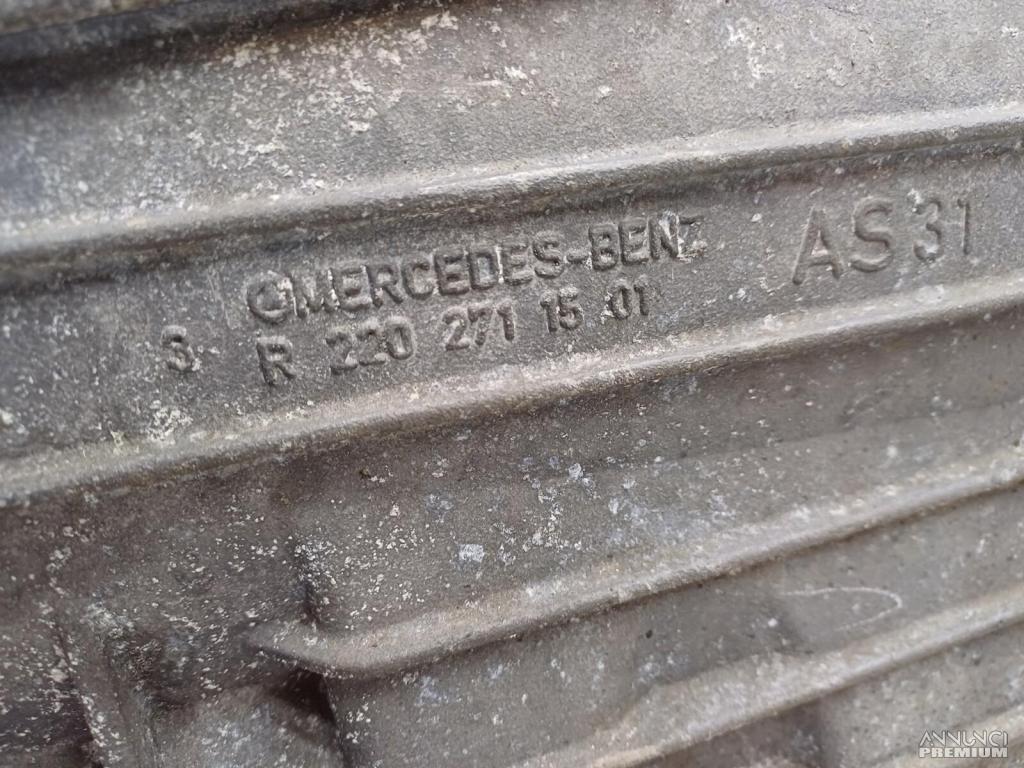 MERCEDES-BENZ AS31
S R 220 271 15 01
ANNUNCI
PREMIUM